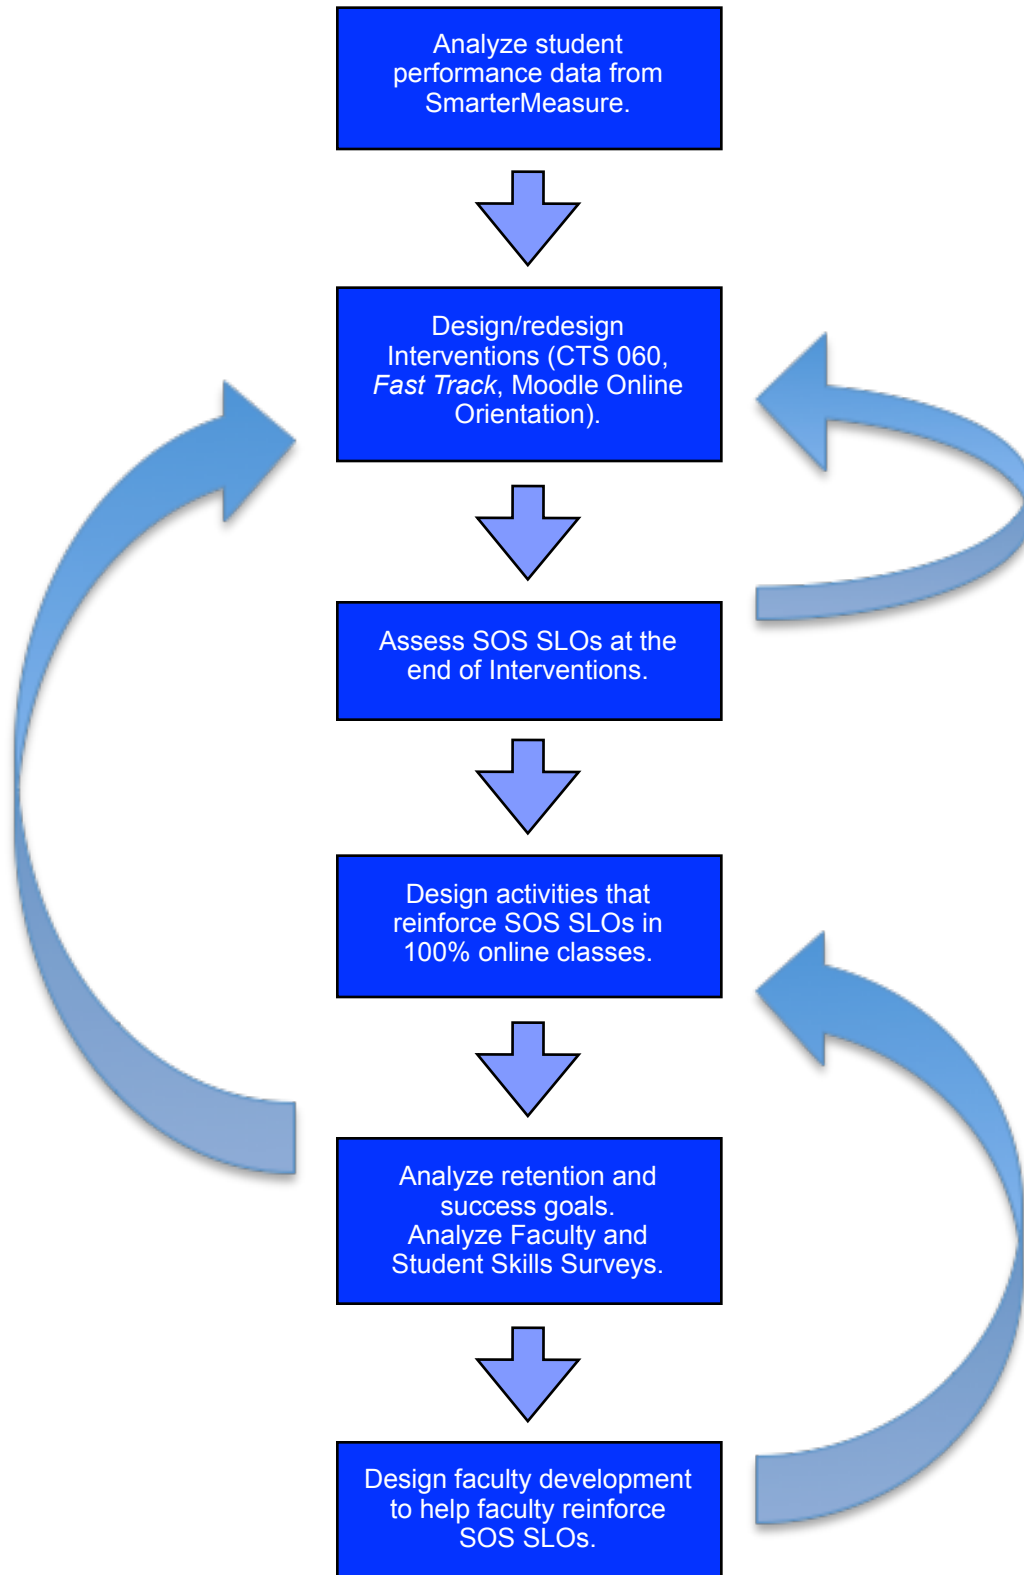 Analyze student
performance data from
SmarterMeasure.
Design/redesign
Interventions (CTS 060,
Fast Track, Moodle Online
Orientation).
Assess SOS SLOs at the
end of Interventions.
Design activities that
reinforce SOS SLOs in
100% online classes.
Analyze retention and
success goals.
Analyze Faculty and
Student Skills Surveys.
Design faculty development
to help faculty reinforce
SOS SLOs.